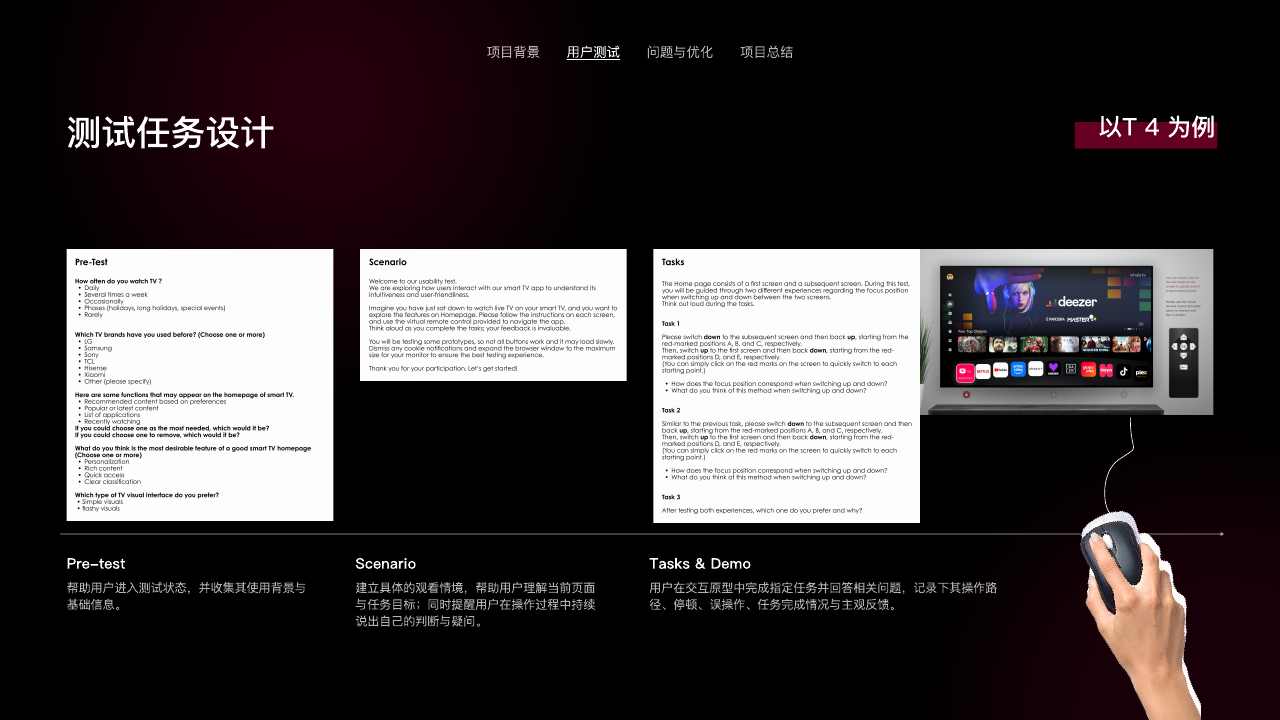 项目背景
用户测试
问题与优化
项目总结
测试任务设计
以T 4 为例
Pre-Test
How often do you watch TV ?
• Daily
• Several times a week
• Occasionally
• Phases (holidays, long holidays, special events)
• Rarely
Which TV brands have you used before? (Choose one or more)
• LG
• Samsung
• Sony
• TCL
• Hisense
• Xiaomi
• Other (please specify)
Here are some functions that may appear on the homepage of smart TV.
• Recommended content based on preferences
• Popular or latest content
• List of applications
• Recently watching
If you could choose one as the most needed, which would it be?
If you could choose one to remove, which would it be?
What do you think is the most desirable feature of a good smart TV homepage
(Choose one or more)
• Personalization
• Rich content
• Quick access
• Clear classification
Which type of TV visual interface do you prefer?
• Simple visuals
• flashy visuals
Scenario
Welcome to our usability test.
We are exploring how users interact with our smart TV app to understand its
intuitiveness and user-friendliness.
Imagine you have just sat down to watch live TV on your smart TV, and you want to
explore the features on Homepage. Please follow the instructions on each screen,
and use the virtual remote control provided to navigate the app.
Think aloud as you complete the tasks; your feedback is invaluable.
You will be testing some prototypes, so not all buttons work and it may load slowly.
Dismiss any cookie notifications and expand the browser window to the maximum
size for your monitor to ensure the best testing experience.
Thank you for your participation. Let's get started!
Tasks
The Home page consists of a first screen and a subsequent screen. During this test,
you will be guided through two different experiences regarding the focus position
when switching up and down between the two screens.
Think out loud during the tasks.
Task 1
Please switch down to the subsequent screen and then back up, starting from the
red-marked positions A, B, and C, respectively.
Then, switch up to the first screen and then back down, starting from the red-
marked positions D, and E, respectively.
(You can simply click on the red marks on the screen to quickly switch to each
starting point.)
• How does the focus position correspond when switching up and down?
• What do you think of this method when switching up and down?
Task 2
Similar to the previous task, please switch down to the subsequent screen and then
back up, starting from the red-marked positions A, B, and C, respectively.
Then, switch up to the first screen and then back down, starting from the red-
marked positions D, and E, respectively.
(You can simply click on the red marks on the screen to quickly switch to each
starting point.)
• How does the focus position correspond when switching up and down?
• What do you think of this method when switching up and down?
Task 3
After testing both experiences, which one do you prefer and why?
deezer
MASTER
Pre-test
帮助用户进入测试状态，并收集其使用背景与
基础信息。
Scenario
建立具体的观看情境，帮助用户理解当前页面
与任务目标；同时提醒用户在操作过程中持续
说出自己的判断与疑问。
Tasks & Demo
用户在交互原型中完成指定任务并回答相关问题，记录下其操作路
径、停顿、误操作、任务完成情况与主观反馈。